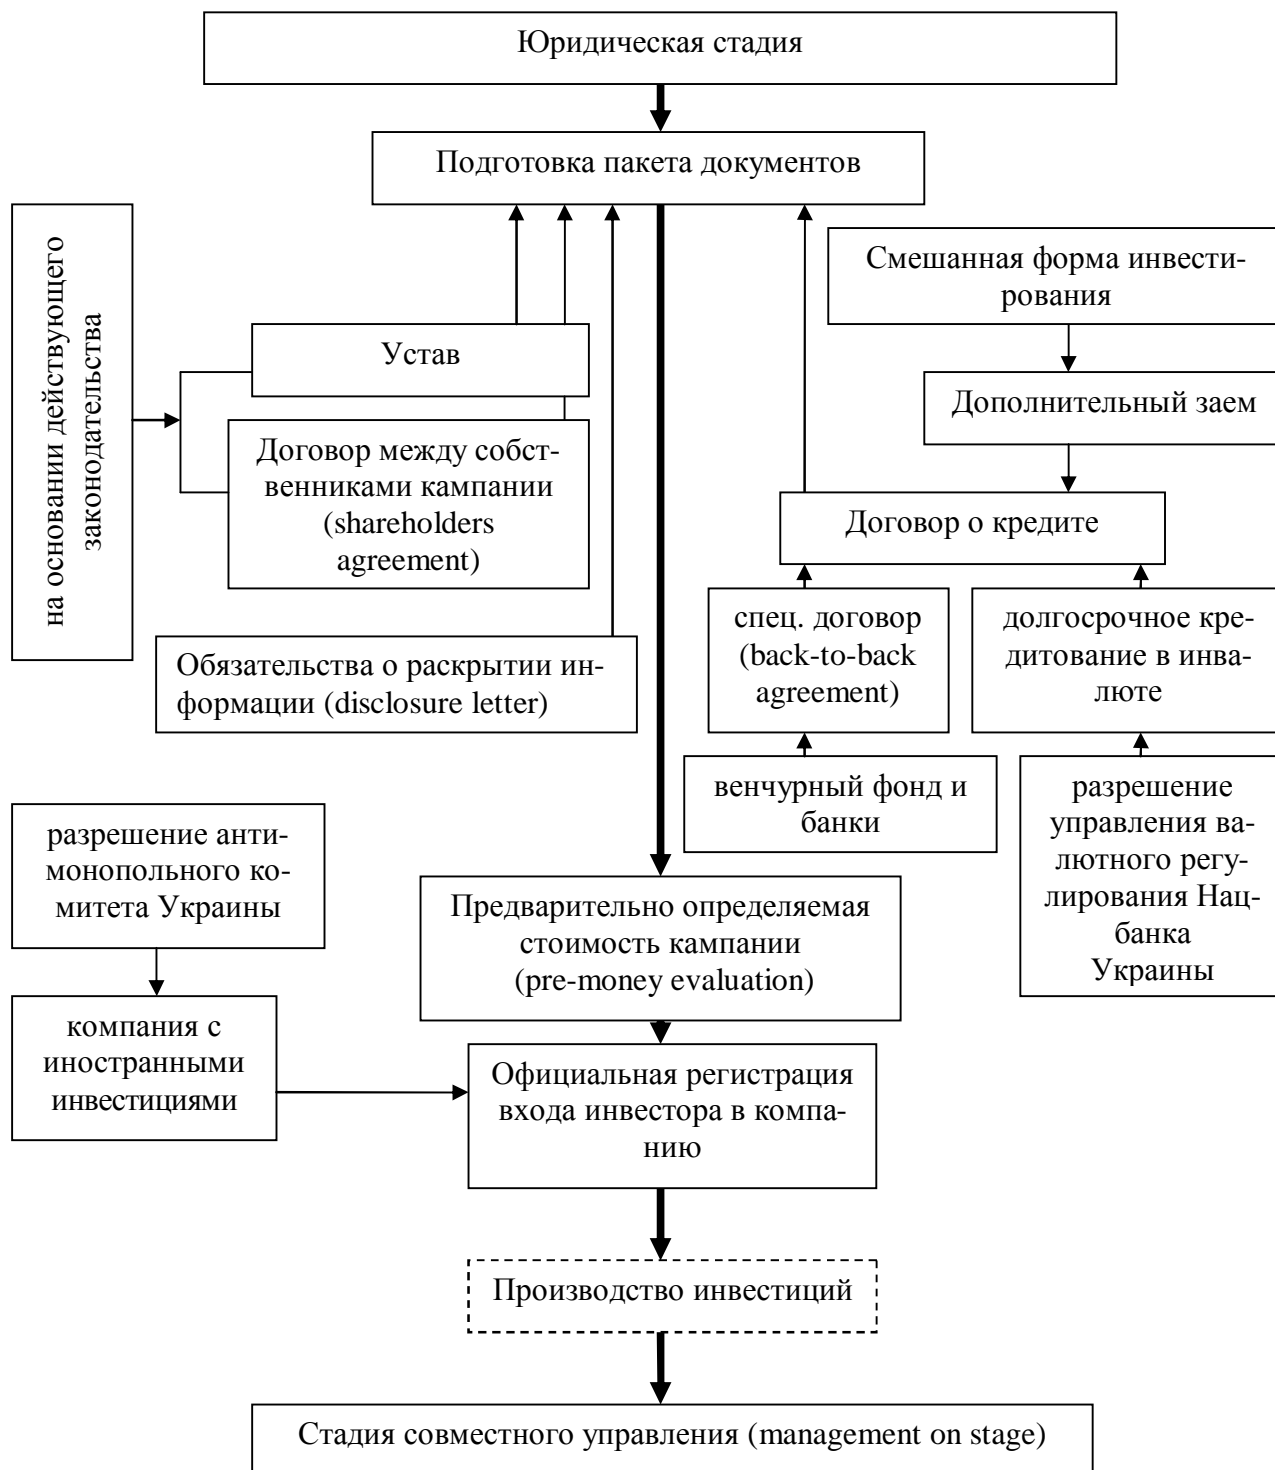 Юридическая стадия
Подготовка пакета документов
на основании действующего
законодательства
Смешанная форма инвести-
рования
Устав
Дополнительный заем
Договор между собст-
венниками кампании
(shareholders
agreement)
Договор о кредите
Обязательства о раскрытии ин-
формации (disclosure letter)
спец. договор
(back-to-back
agreement)
долгосрочное кре-
дитование в инва-
люте
венчурный фонд и
банки
разрешение
управления ва-
лютного регу-
лирования Нац-
банка
Украины
разрешение анти-
монопольного ко-
митета Украины
Предварительно определяемая
стоимость кампании
(pre-money evaluation)
компания с
иностранными
инвестициями
Официальная регистрация
входа инвестора в компа-
нию
Производство инвестиций
Стадия совместного управления (management on stage)